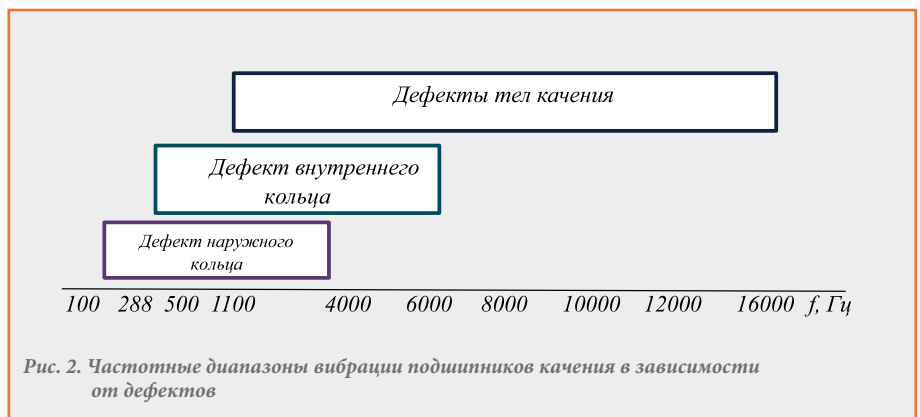 Дефекты тел качения
Дефект внутреннего
кольца
Дефект наружного
кольца
100 288 500 1100 4000 6000 8000 10000 12000 16000 f, Гц
Рис. 2. Частотные диапазоны вибрации подшипников качения в зависимости
от дефектов